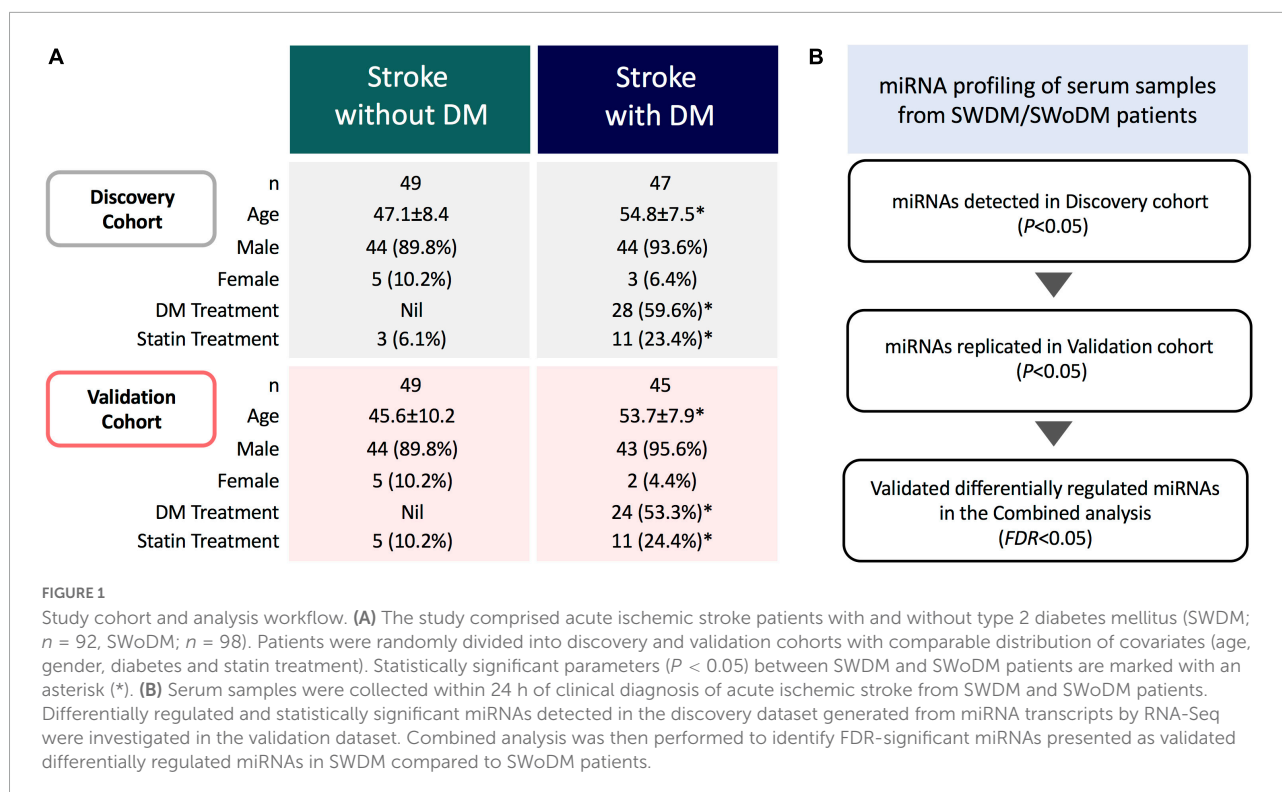 A
Stroke without DM
Stroke with DM
Discovery Cohort
n 49 47
Age 47.1±8.4 54.8±7.5*
Male 44 (89.8%) 44 (93.6%)
Female 5 (10.2%) 3 (6.4%)
DM Treatment Nil 28 (59.6%)*
Statin Treatment 3 (6.1%) 11 (23.4%)*
Validation Cohort
n 49 45
Age 45.6±10.2 53.7±7.9*
Male 44 (89.8%) 43 (95.6%)
Female 5 (10.2%) 2 (4.4%)
DM Treatment Nil 24 (53.3%)*
Statin Treatment 5 (10.2%) 11 (24.4%)*
B
miRNA profiling of serum samples
from SWDM/SWoDM patients
miRNAs detected in Discovery cohort
(P<0.05)
miRNAs replicated in Validation cohort
(P<0.05)
Validated differentially regulated miRNAs
in the Combined analysis
(FDR<0.05)
FIGURE 1
Study cohort and analysis workflow. (A) The study comprised acute ischemic stroke patients with and without type 2 diabetes mellitus (SWDM;
n = 92, SWoDM; n = 98). Patients were randomly divided into discovery and validation cohorts with comparable distribution of covariates (age,
gender, diabetes and statin treatment). Statistically significant parameters (P < 0.05) between SWDM and SWoDM patients are marked with an
asterisk (*). (B) Serum samples were collected within 24 h of clinical diagnosis of acute ischemic stroke from SWDM and SWoDM patients.
Differentially regulated and statistically significant miRNAs detected in the discovery dataset generated from miRNA transcripts by RNA-Seq
were investigated in the validation dataset. Combined analysis was then performed to identify FDR-significant miRNAs presented as validated
differentially regulated miRNAs in SWDM compared to SWoDM patients.